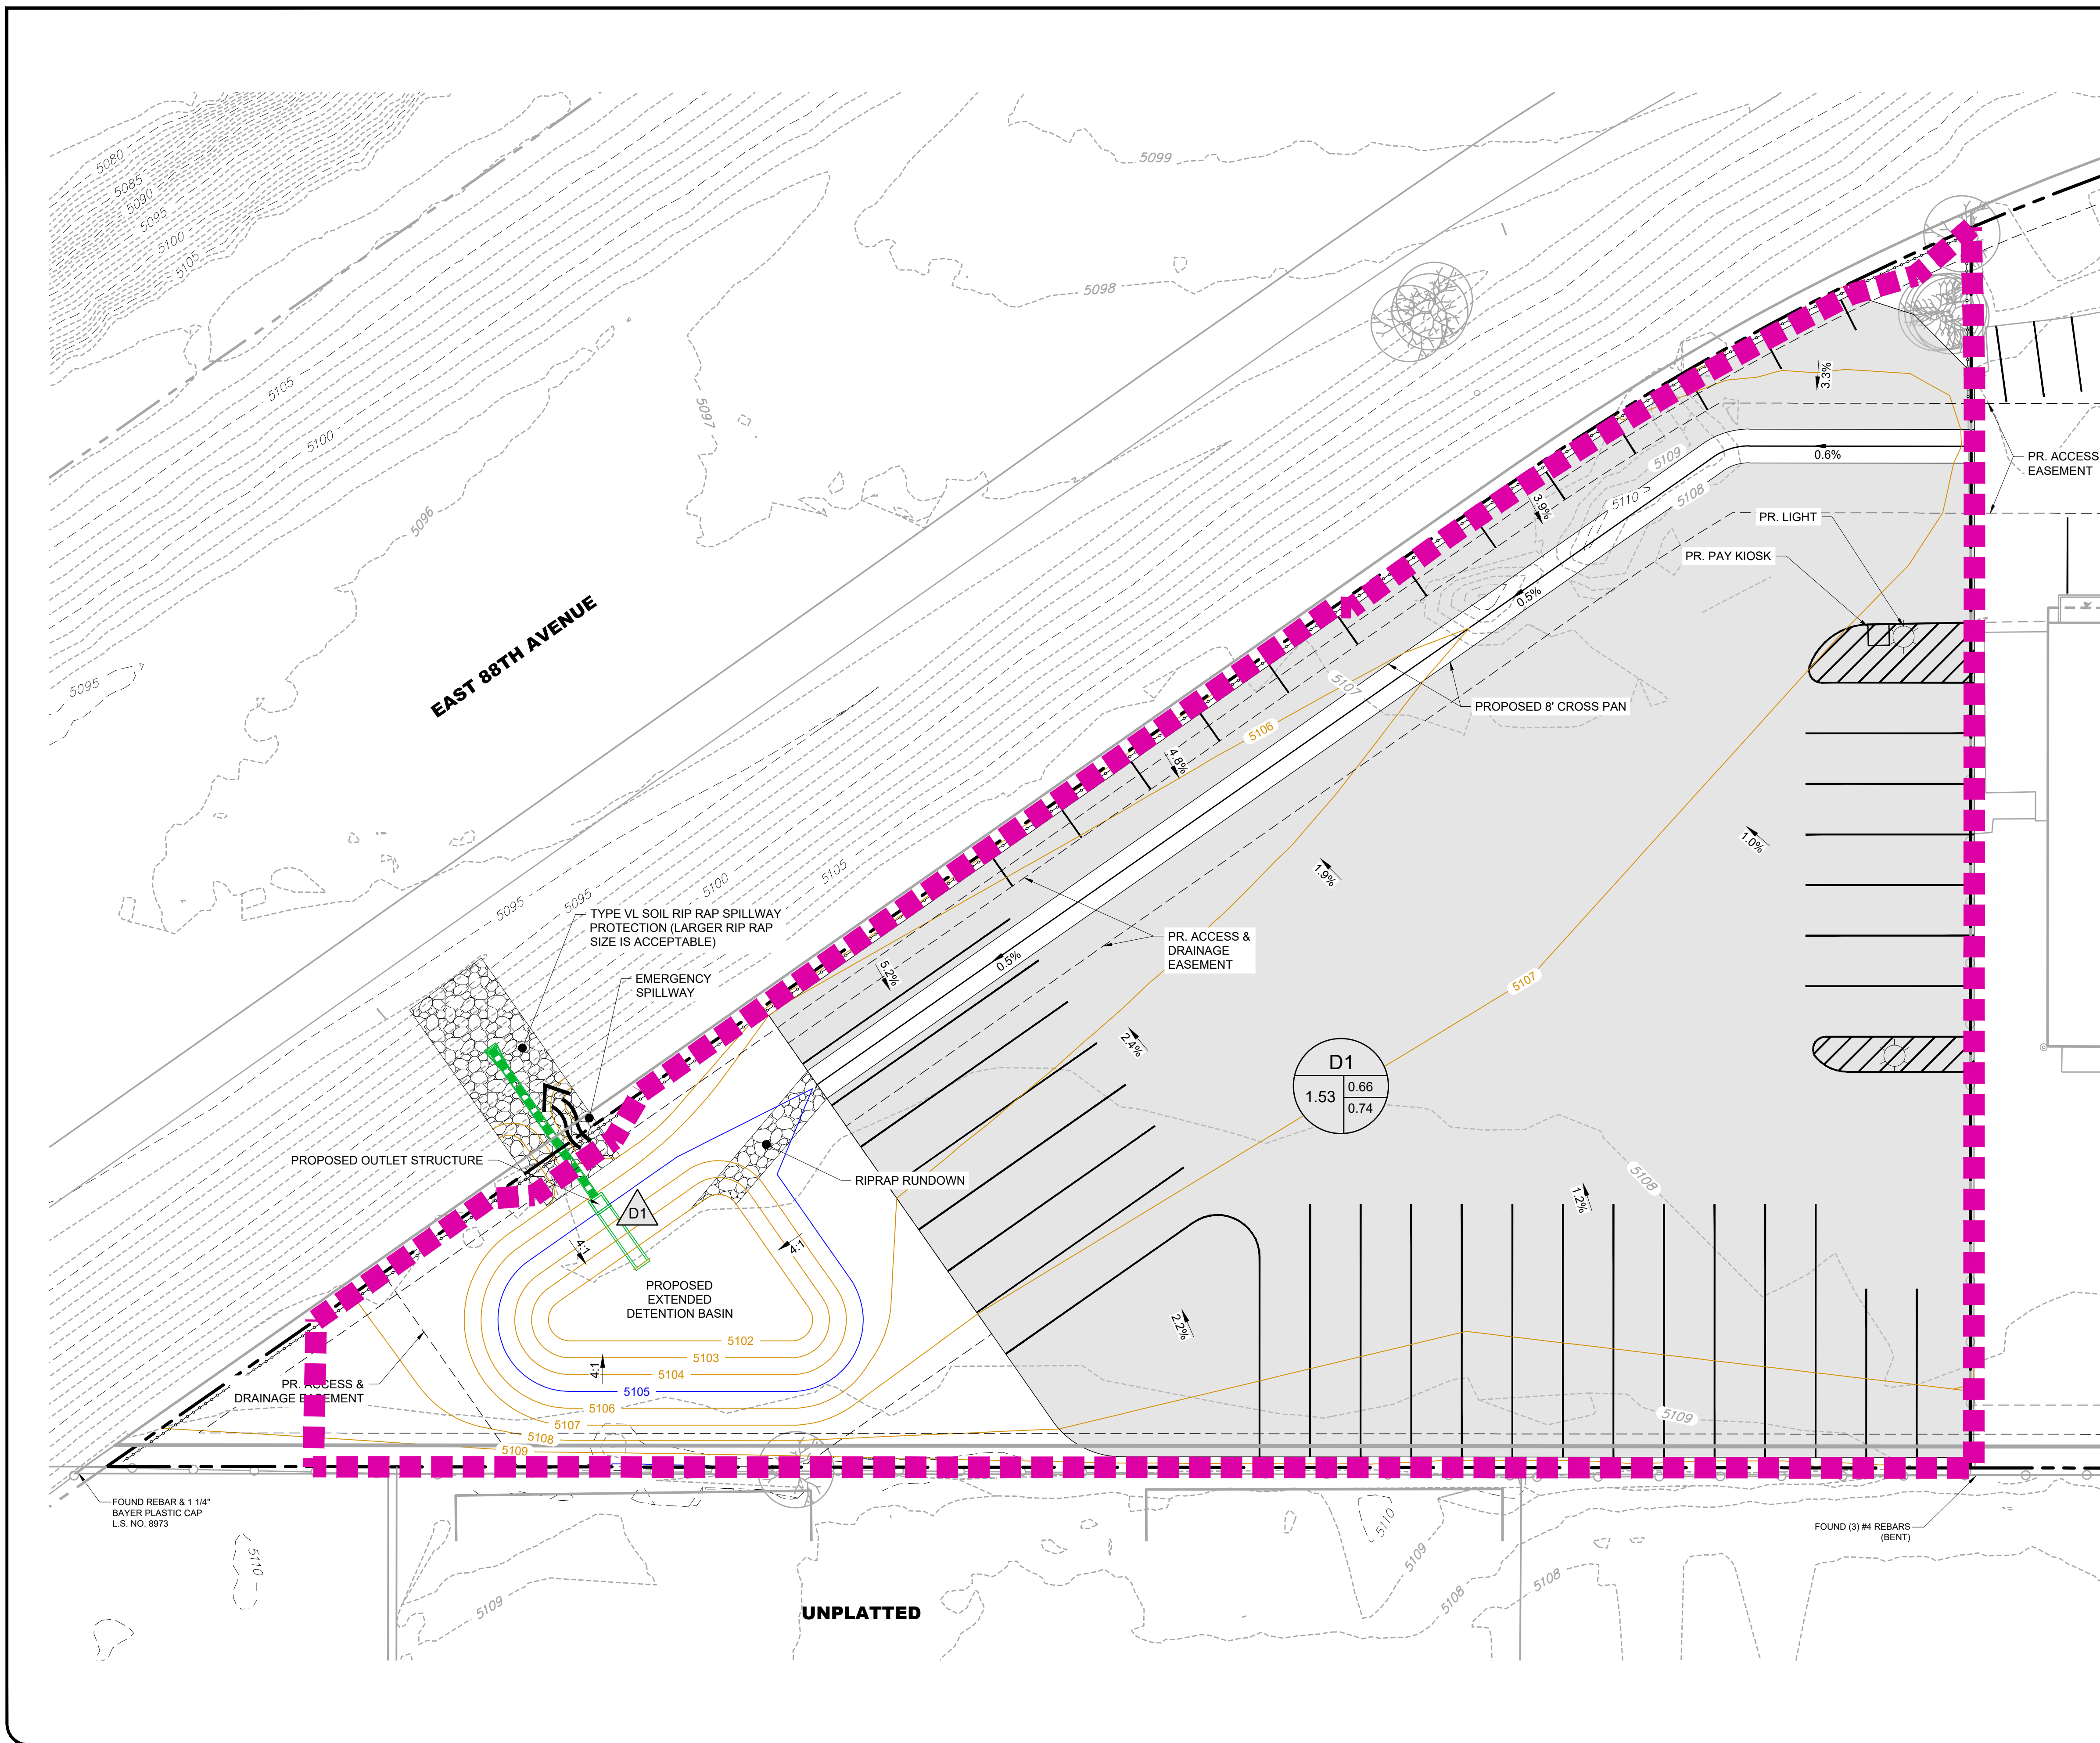 5080
5085
5090
5095
5100
5105
5099
5098
5105
5100
5097
5096
5095
EAST 88TH AVENUE
3.3%
0.6%
PR. ACCESS
EASEMENT
5109
5110
5108
3.9%
PR. LIGHT
PR. PAY KIOSK
0.5%
5107
PROPOSED 8' CROSS PAN
5106
4.8%
1.0%
1.9%
5105
5100
5095
5095
TYPE VL SOIL RIP RAP SPILLWAY
PROTECTION (LARGER RIP RAP
SIZE IS ACCEPTABLE)
PR. ACCESS &
DRAINAGE
EASEMENT
0.5%
5.2%
EMERGENCY
SPILLWAY
5107
2.4%
D1
1.53
0.66
0.74
PROPOSED OUTLET STRUCTURE
RIPRAP RUNDOWN
5108
1.2%
D1
4:1
4:1
PROPOSED
EXTENDED
DETENTION BASIN
2.2%
5102
5103
5104
4:1
5105
PR. ACCESS &
DRAINAGE EASEMENT
5106
5107
5108
5109
5109
FOUND REBAR & 1 1/4"
BAYER PLASTIC CAP
L.S. NO. 8973
FOUND (3) #4 REBARS
(BENT)
5110
5110
5109
5108
5108
5109
UNPLATTED